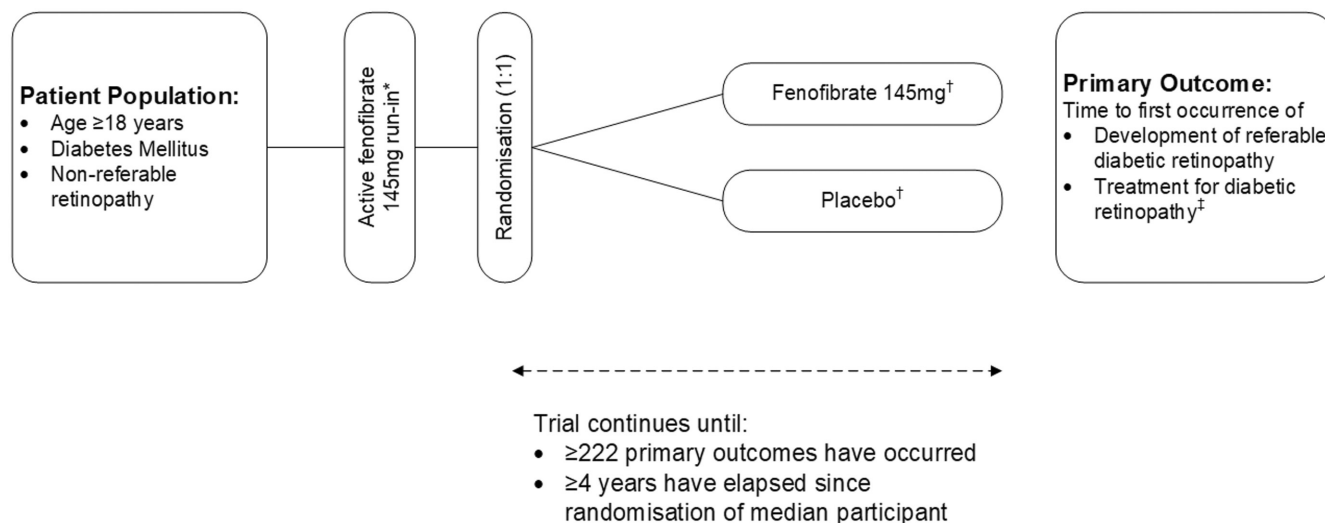 Patient Population:
• Age ≥18 years
• Diabetes Mellitus
• Non-referable
retinopathy
Active fenofibrate
145mg run-in*
Randomisation (1:1)
Fenofibrate 145mg†
Placebo†
Primary Outcome:
Time to first occurrence of
• Development of referable
diabetic retinopathy
• Treatment for diabetic
retinopathy‡
Trial continues until:
• ≥222 primary outcomes have occurred
• ≥4 years have elapsed since
randomisation of median participant